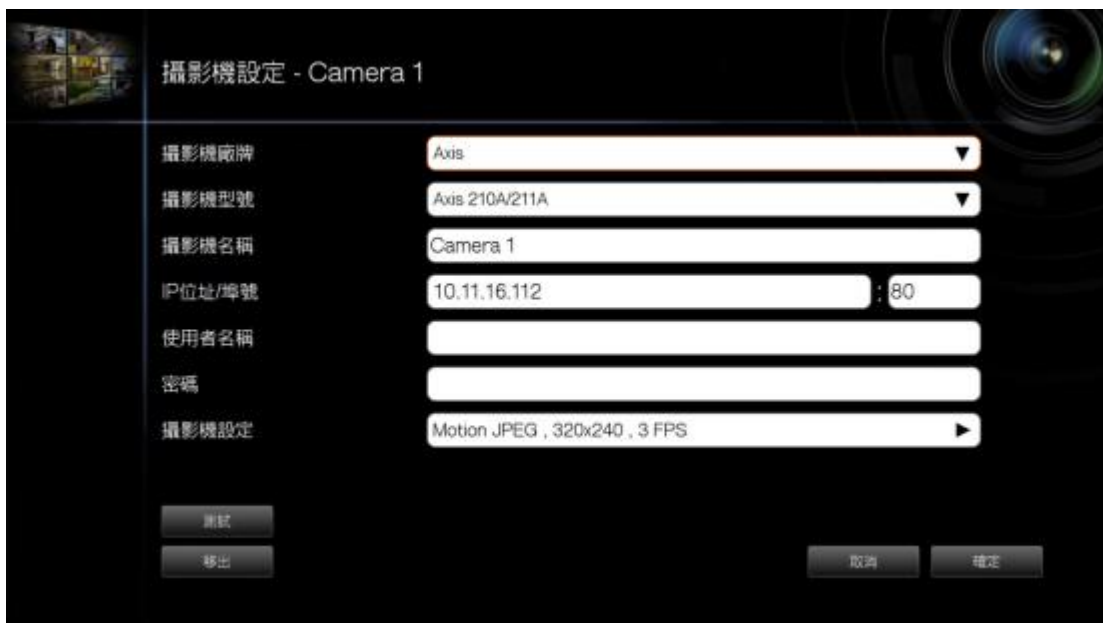 攝影機設定 - Camera 1
攝影機廠牌 Axis ▼
攝影機型號 Axis 210A/211A ▼
攝影機名稱 Camera 1
IP位址/埠號 10.11.16.112 : 80
使用者名稱
密碼
攝影機設定 Motion JPEG , 320x240 , 3 FPS ►
測試
移出 取消 確定